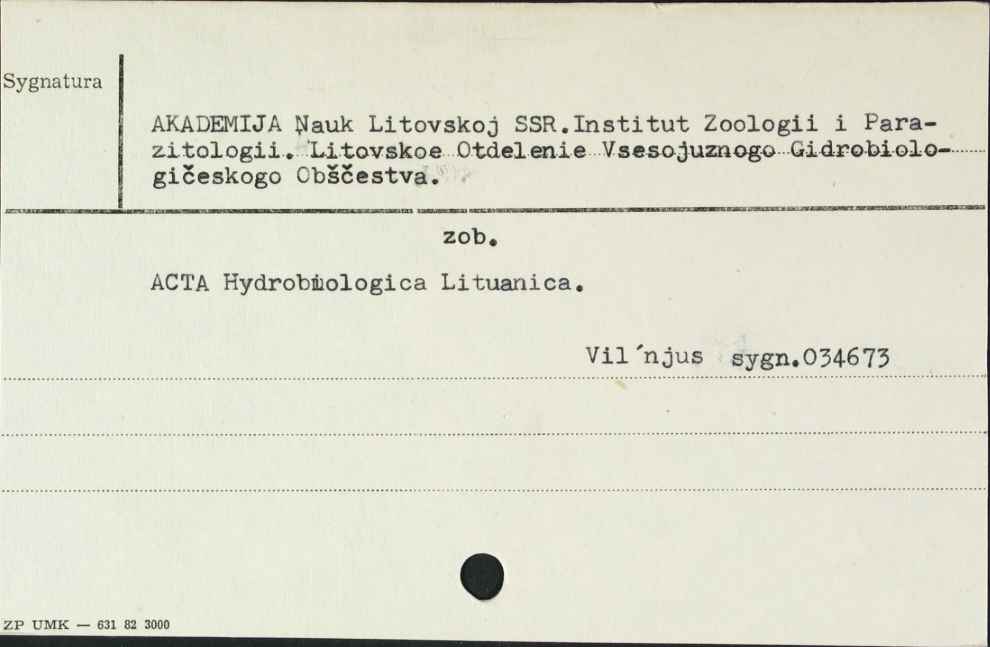 Sygnatura
AKADEMIJA Nauk Litovskoj SSR.Institut Zoologii i Para-
zitologii. Litovskoe Otdelenie Vsesojuznogo Gidrobiolo-
gičeskogo Obščestva.
zob.
ACTA Hydrobiologica Lituanica.
Vil´njus sygn.034673
ZP UMK — 631 82 3000